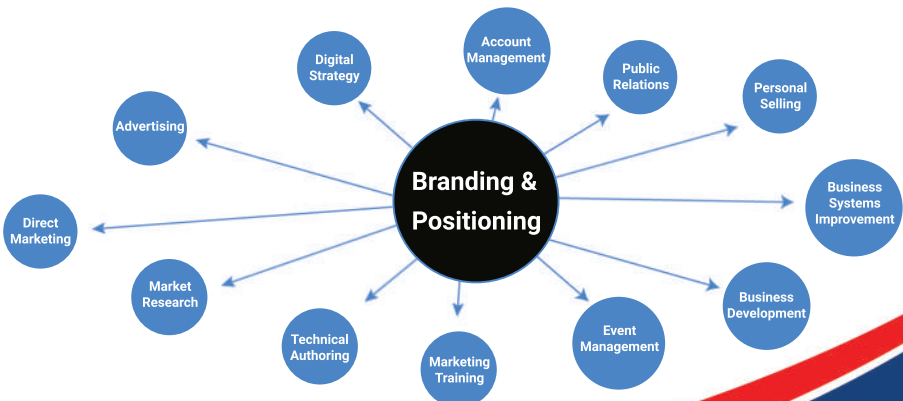 Account
Management
Digital
Strategy
Public
Relations
Personal
Selling
Advertising
Branding &
Positioning
Business
Systems
Improvement
Direct
Marketing
Market
Research
Business
Development
Technical
Authoring
Event
Management
Marketing
Training